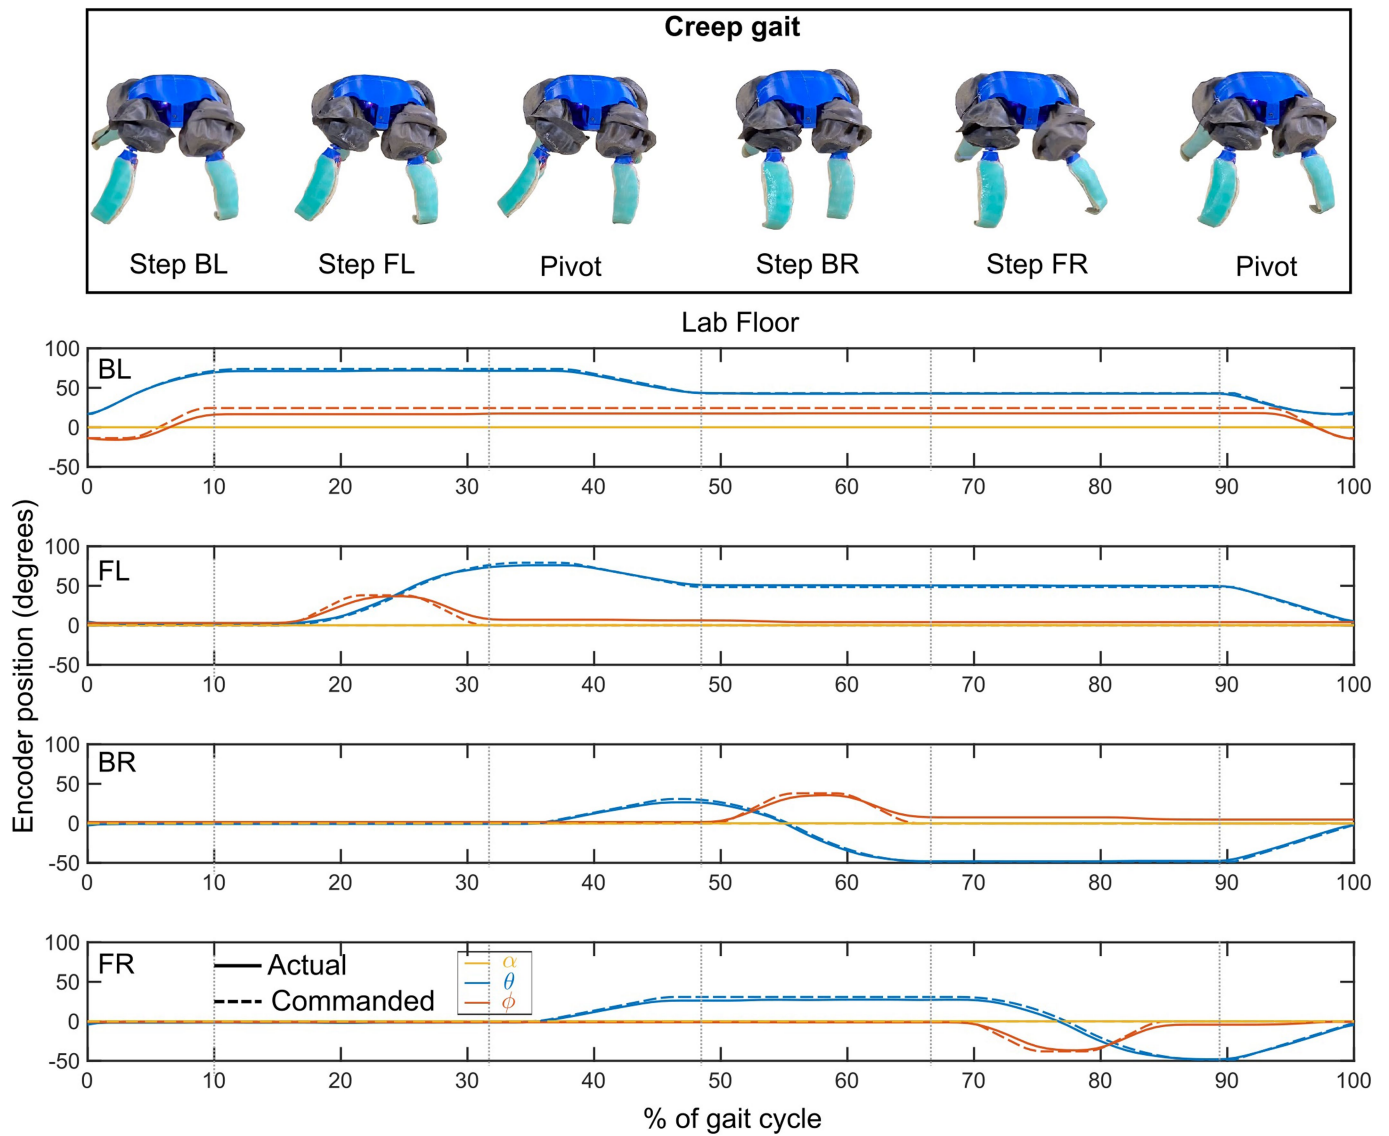 Creep gait
Step BL Step FL Pivot Step BR Step FR Pivot
Lab Floor
Encoder position (degrees)
BL
100
50
0
-50
0 10 20 30 40 50 60 70 80 90 100
FL
100
50
0
-50
0 10 20 30 40 50 60 70 80 90 100
BR
100
50
0
-50
0 10 20 30 40 50 60 70 80 90 100
FR
100
50
0
-50
Actual
Commanded
α
θ
ϕ
0 10 20 30 40 50 60 70 80 90 100
% of gait cycle